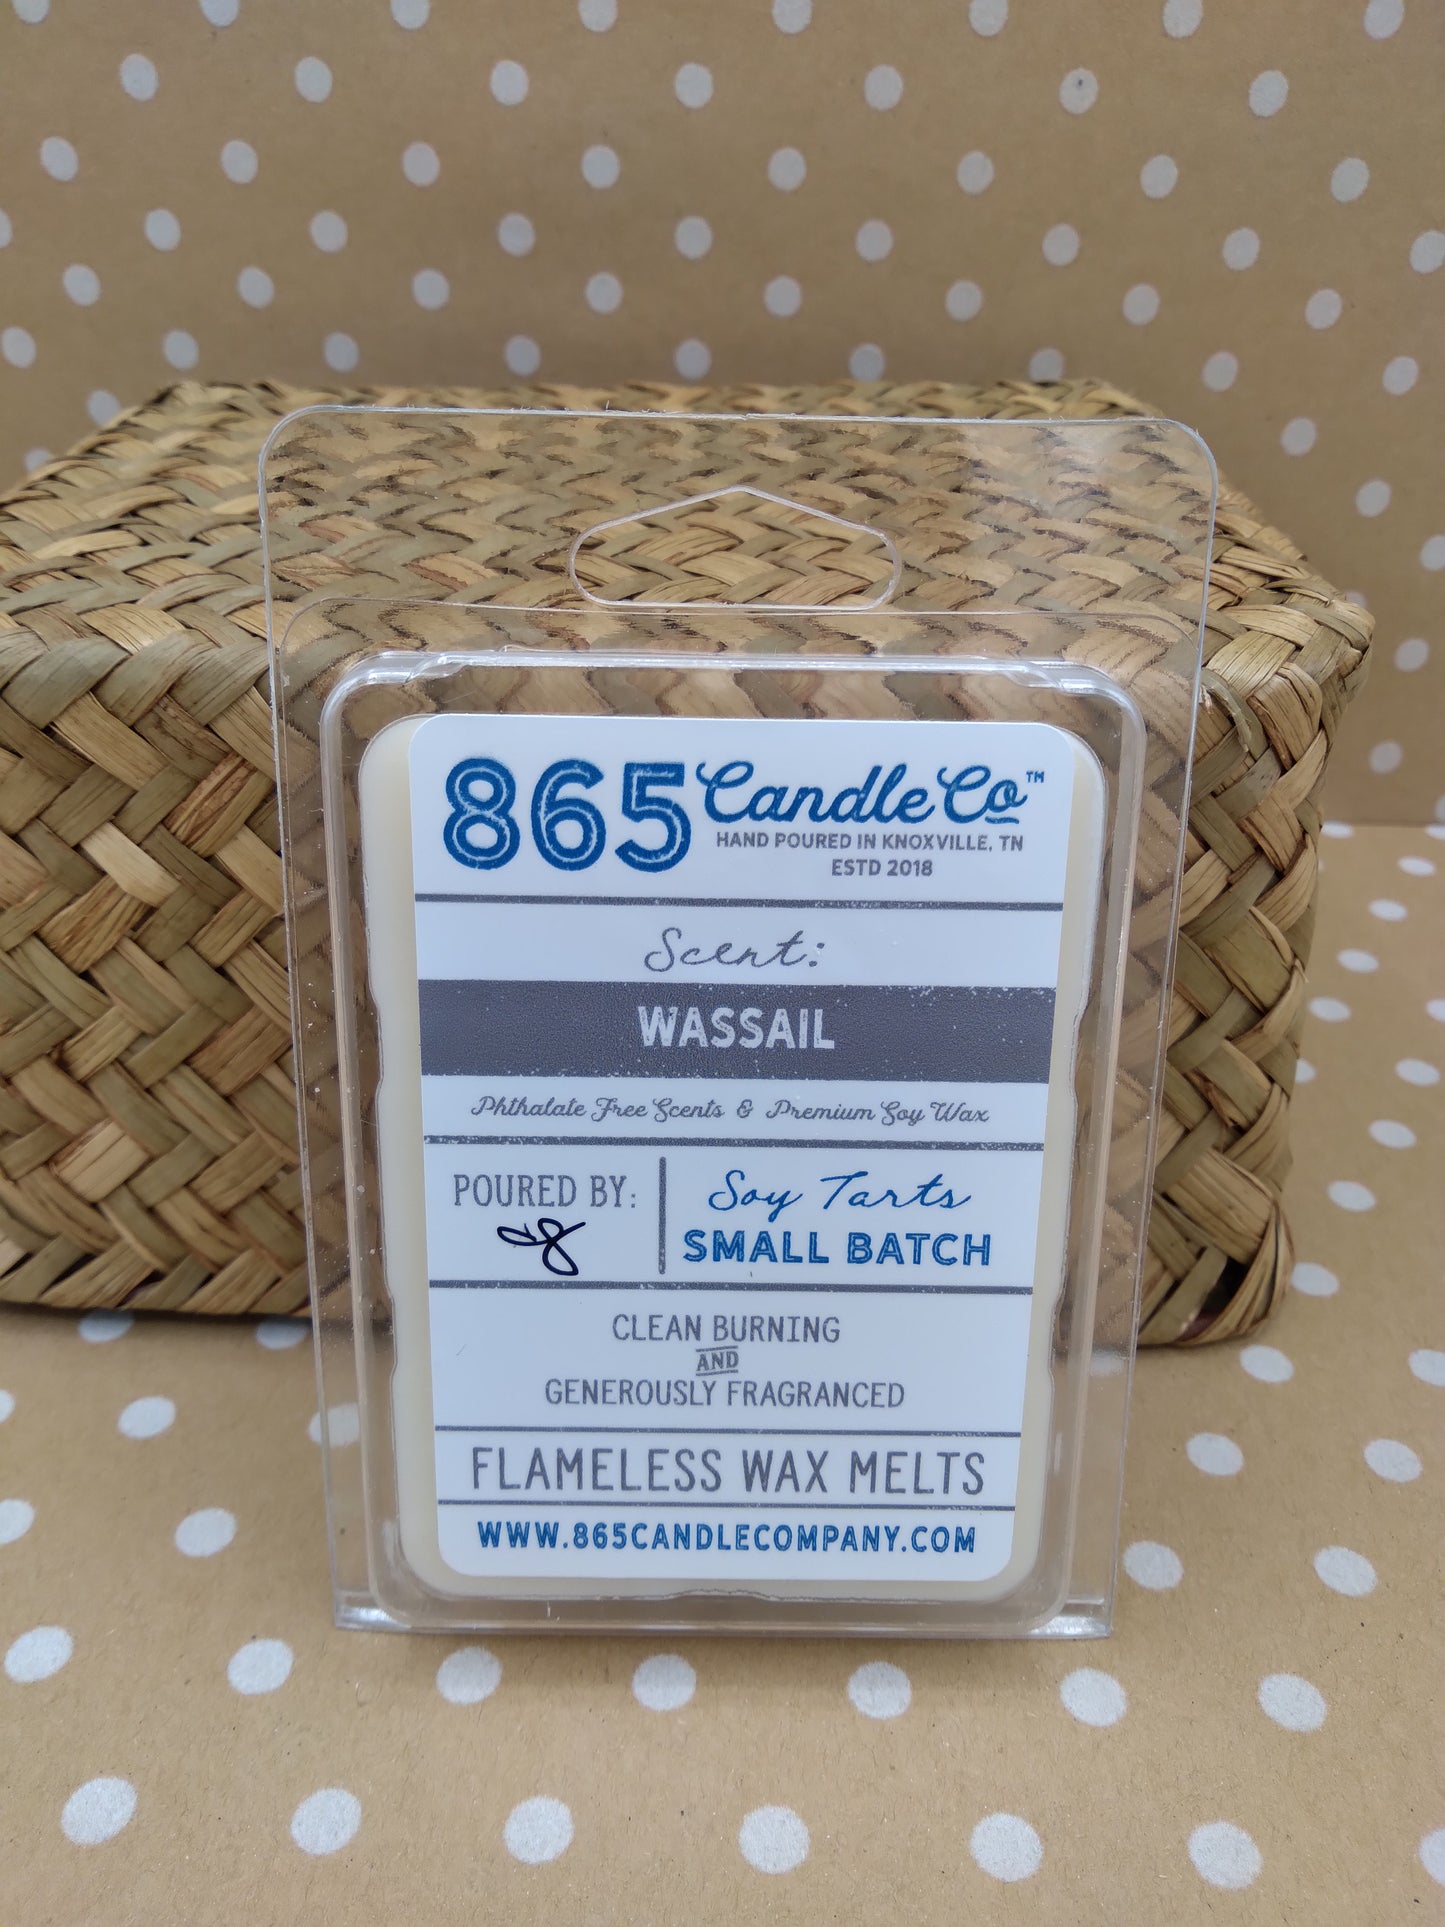 865 Candle Co™
HAND POURED IN KNOXVILLE, TN
ESTD 2018
Scent:
WASSAIL
Phthalate Free Scents & Premium Soy Wax
POURED BY:
Soy Tarts
SMALL BATCH
CLEAN BURNING
AND
GENEROUSLY FRAGRANCED
FLAMELESS WAX MELTS
WWW.865CANDLECOMPANY.COM